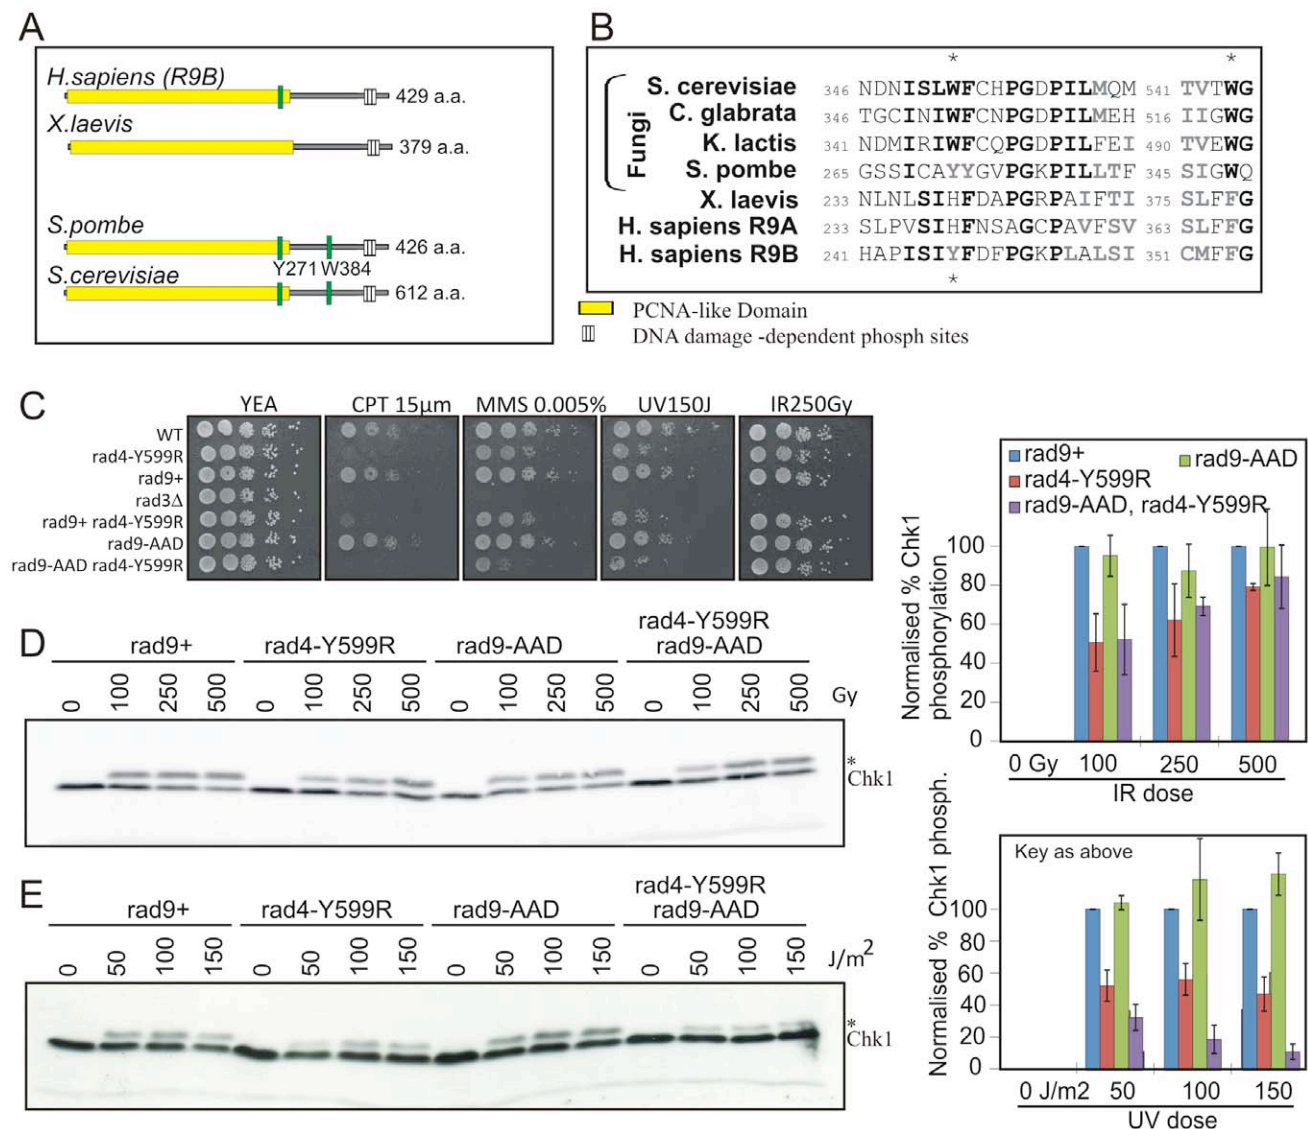 A
H.sapiens (R9B)
429 a.a.
X.laevis
379 a.a.
S.pombe
426 a.a.
Y271 W384
S.cerevisiae
612 a.a.
B
* *
Fungi
S. cerevisiae 346 NDNISLWFCHPGDPILMQM 541 TVTWG
C. glabrata 346 TGCINIWFCNPGDPILMEH 516 IIGWG
K. lactis 341 NDMIRIWFCQPGDPILFEI 490 TVEWG
S. pombe 265 GSSICAYYGVPGKPILLTF 345 SIGWQ
X. laevis 233 NLNLSIHFDAPGRPAIFTI 375 SLFFG
H. sapiens R9A 233 SLPVSIHFNSAGCPAVFSV 363 SLFFG
H. sapiens R9B 241 HAPISIYFDFPGKPLALSI 351 CMFFG
*
PCNA-like Domain
DNA damage -dependent phosph sites
C
YEA CPT 15µm MMS 0.005% UV150J IR250Gy
WT
rad4-Y599R
rad9+
rad3Δ
rad9+ rad4-Y599R
rad9-AAD
rad9-AAD rad4-Y599R
D
rad9+ rad4-Y599R rad9-AAD rad4-Y599R
rad9-AAD
0 100 250 500 0 100 250 500 0 100 250 500 0 100 250 500 Gy
*
Chk1
rad9+ rad9-AAD
rad4-Y599R
rad9-AAD, rad4-Y599R
Normalised % Chk1
phosphorylation
100
80
60
40
20
0
0 Gy 100 250 500
IR dose
E
rad9+ rad4-Y599R rad9-AAD rad4-Y599R
rad9-AAD
0 50 100 150 0 50 100 150 0 50 100 150 0 50 100 150 J/m2
*
Chk1
Key as above
Normalised % Chk1 phosph.
100
80
60
40
20
0
0 J/m2 50 100 150
UV dose